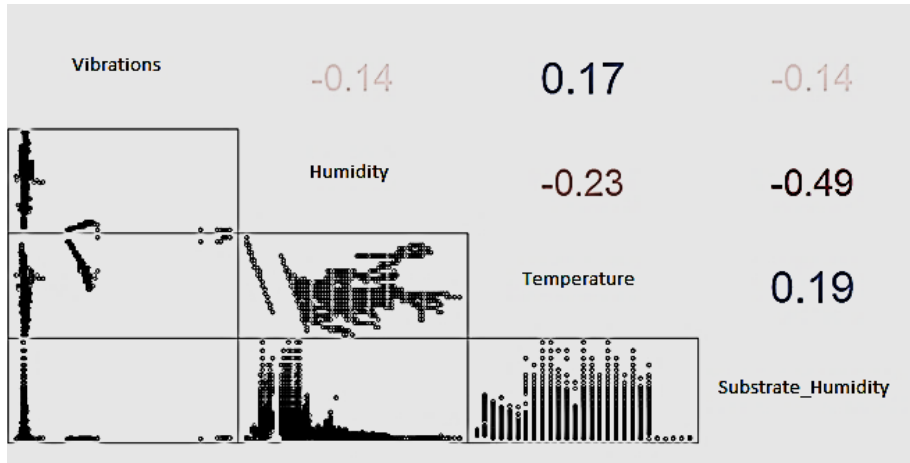 Vibrations -0.14 0.17 -0.14
Humidity -0.23 -0.49
Temperature 0.19
Substrate_Humidity